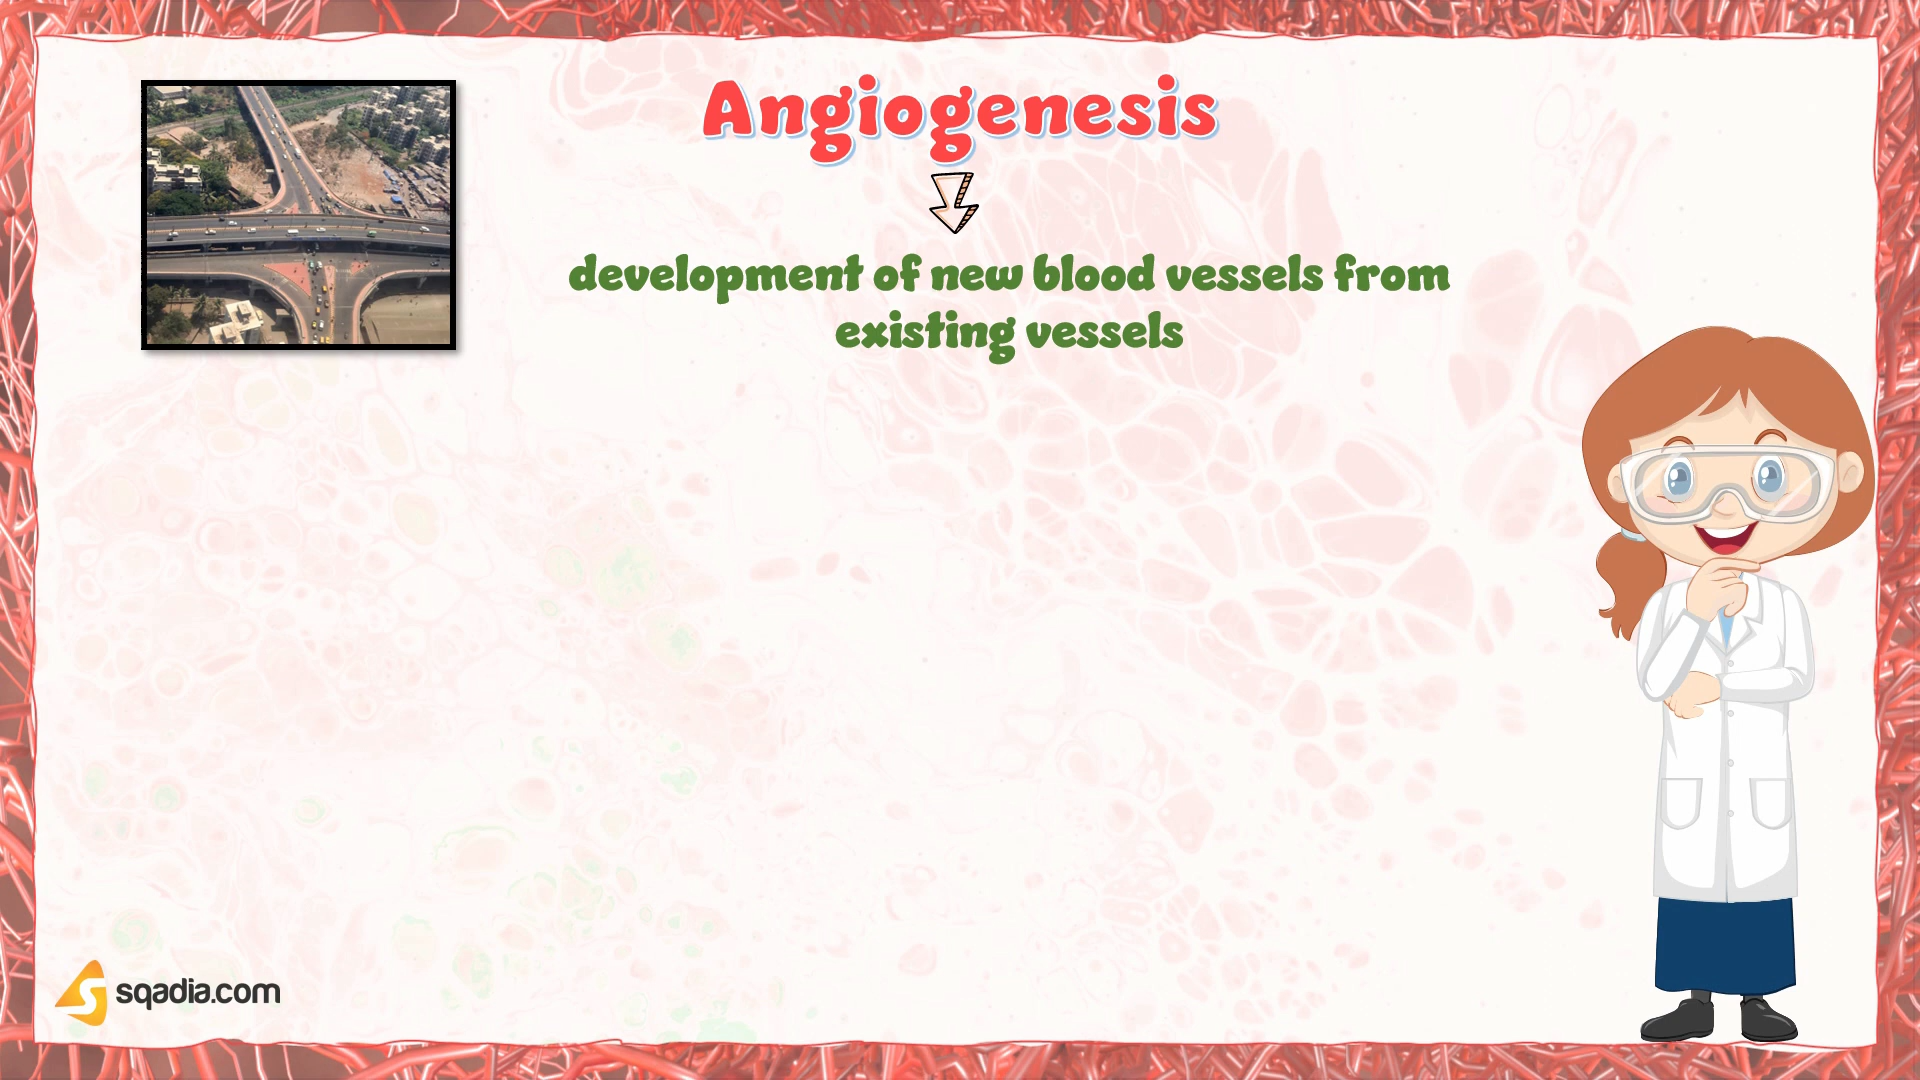 Angiogenesis
development of new blood vessels from
existing vessels
sqadia.com